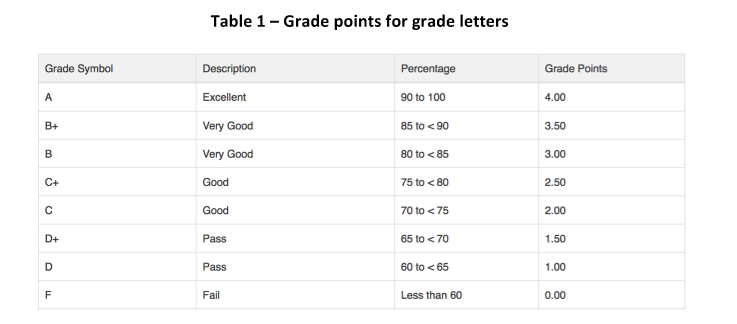 Table 1 – Grade points for grade letters
Grade Symbol Description Percentage Grade Points
A Excellent 90 to 100 4.00
B+ Very Good 85 to < 90 3.50
B Very Good 80 to < 85 3.00
C+ Good 75 to < 80 2.50
C Good 70 to < 75 2.00
D+ Pass 65 to < 70 1.50
D Pass 60 to < 65 1.00
F Fail Less than 60 0.00